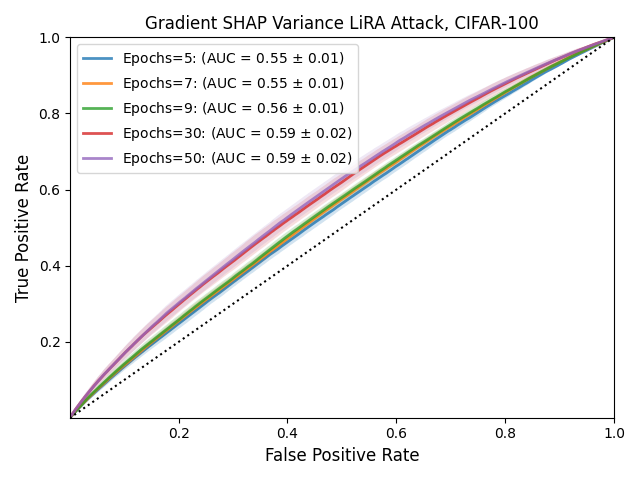 Gradient SHAP Variance LiRA Attack, CIFAR-100
1.0
0.8
0.6
0.4
0.2
True Positive Rate
Epochs=5: (AUC = 0.55 ± 0.01)
Epochs=7: (AUC = 0.55 ± 0.01)
Epochs=9: (AUC = 0.56 ± 0.01)
Epochs=30: (AUC = 0.59 ± 0.02)
Epochs=50: (AUC = 0.59 ± 0.02)
0.2 0.4 0.6 0.8 1.0
False Positive Rate